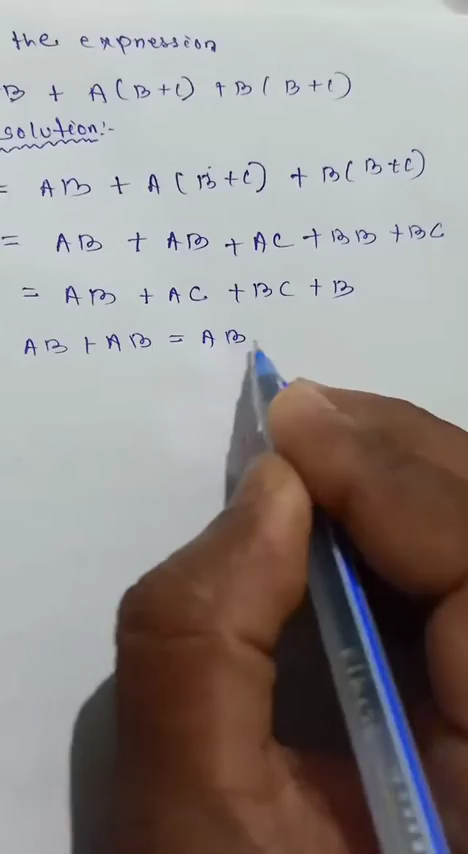 the expression
B + A(B+C) + B(B+C)
solution:-
= AB + A(B+C) + B(B+C)
= AB + AB + AC + BB + BC
= AB + AC + BC + B
AB + AB = AB